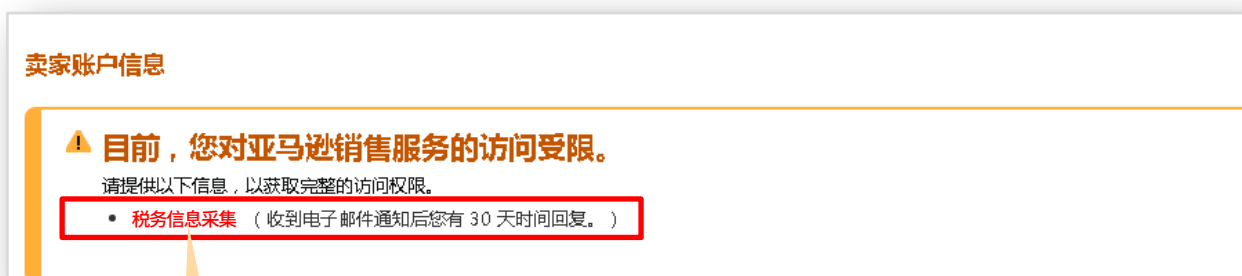 卖家账户信息
目前，您对亚马逊销售服务的访问受限。
请提供以下信息，以获取完整的访问权限。
• 税务信息采集 （收到电子邮件通知后您有 30 天时间回复。）